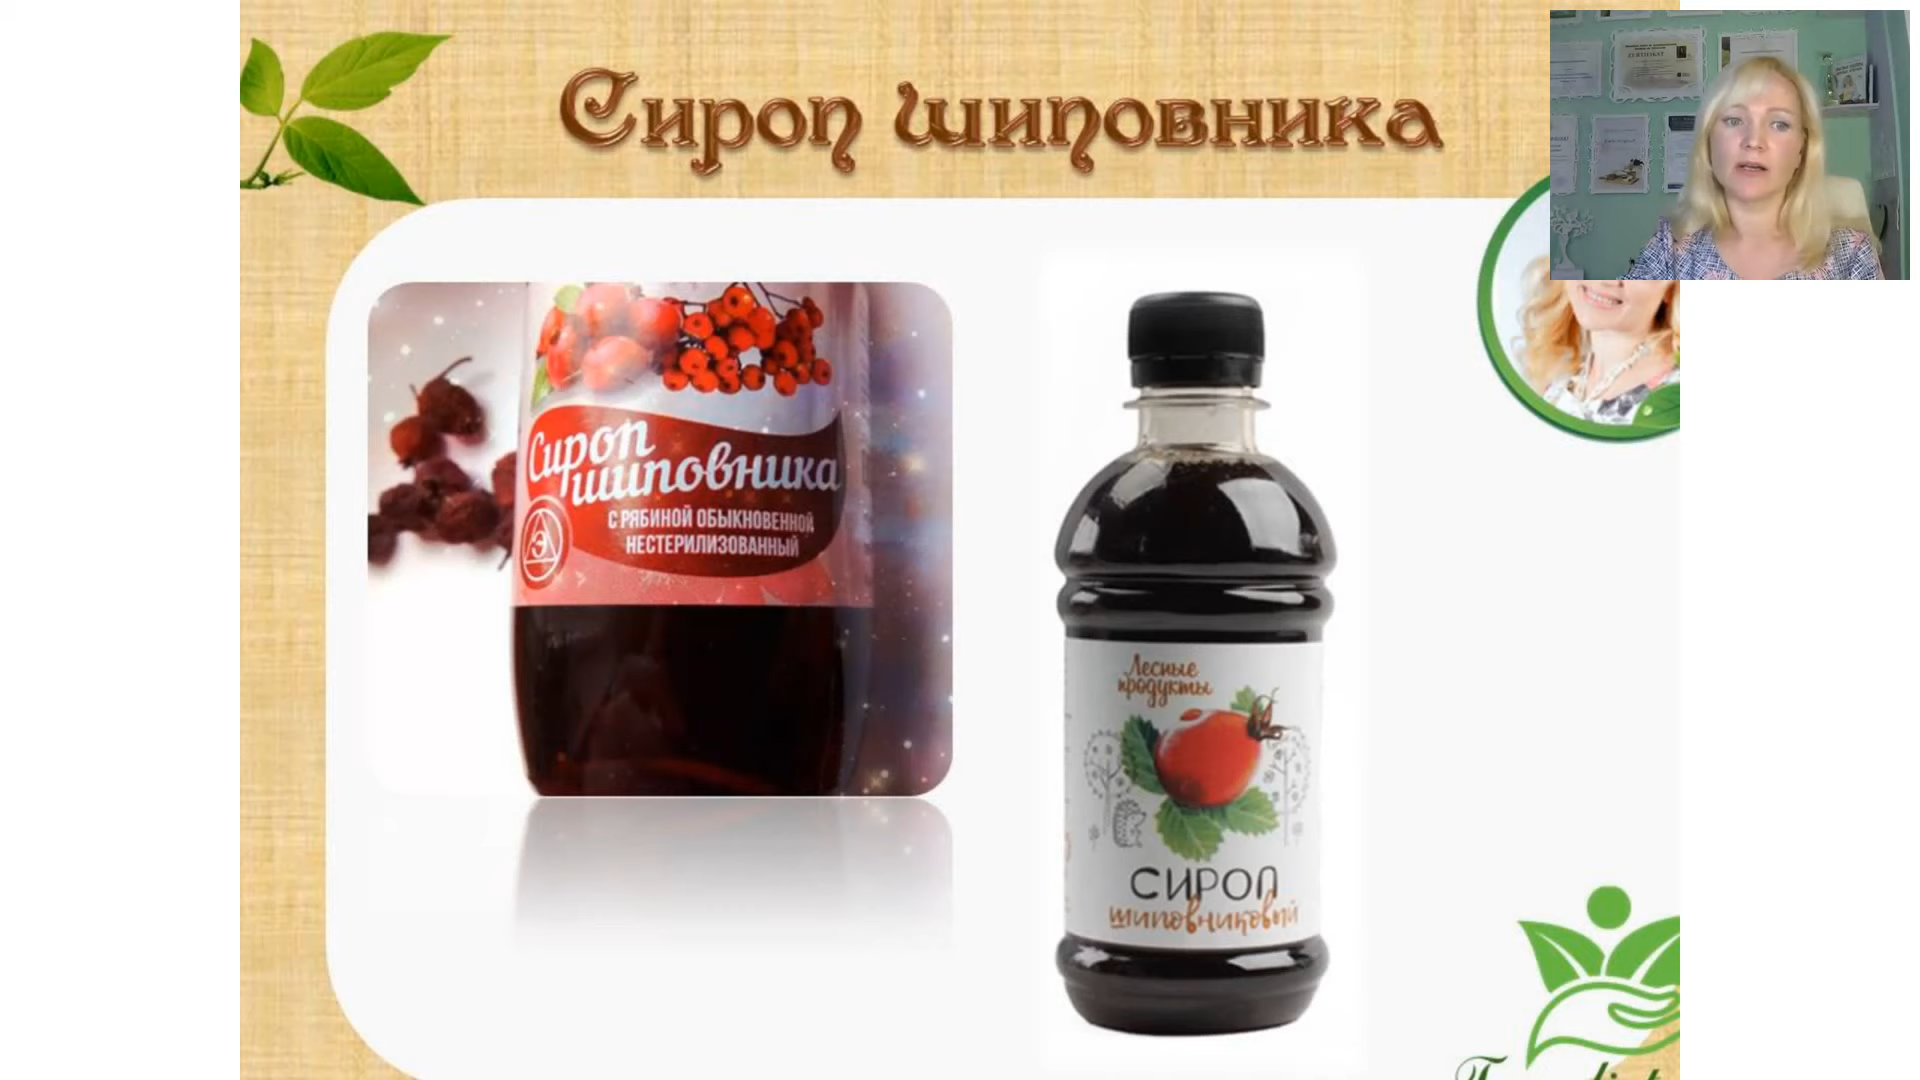 Сироп шиповника
Сироп
шиповника
С РЯБИНОЙ ОБЫКНОВЕННОЙ
НЕСТЕРИЛИЗОВАННЫЙ
Э
Лесные
продукты
СИРОП
шиповниковый